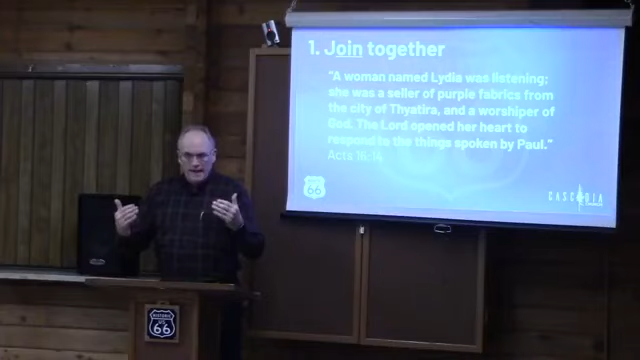 1. Join together
"A woman named Lydia was listening;
she was a seller of purple fabrics from
the city of Thyatira, and a worshiper of
God. The Lord opened her heart to
respond to the things spoken by Paul."
Acts 16:14
66
CASCADIA
HISTORIC
US
66